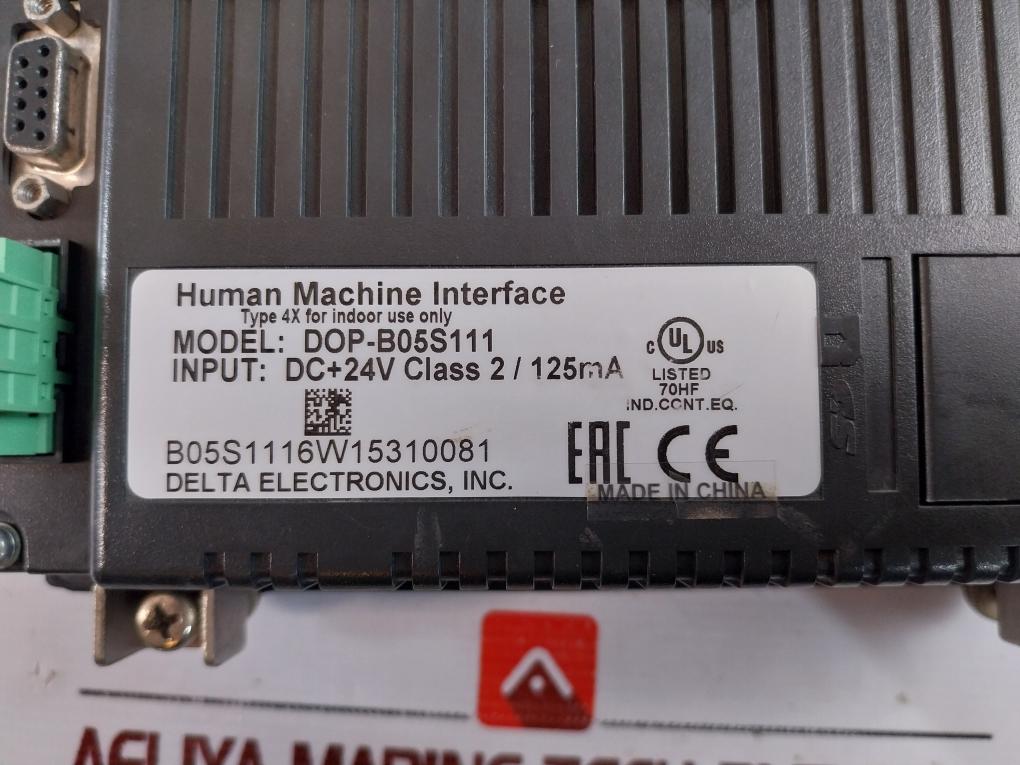 Human Machine Interface
Type 4X for indoor use only
MODEL: DOP-B05S111
INPUT: DC+24V Class 2 / 125mA
C UL US
LISTED
70HF
IND.CONT.EQ.
B05S1116W15310081
DELTA ELECTRONICS, INC.
EAC CE
MADE IN CHINA